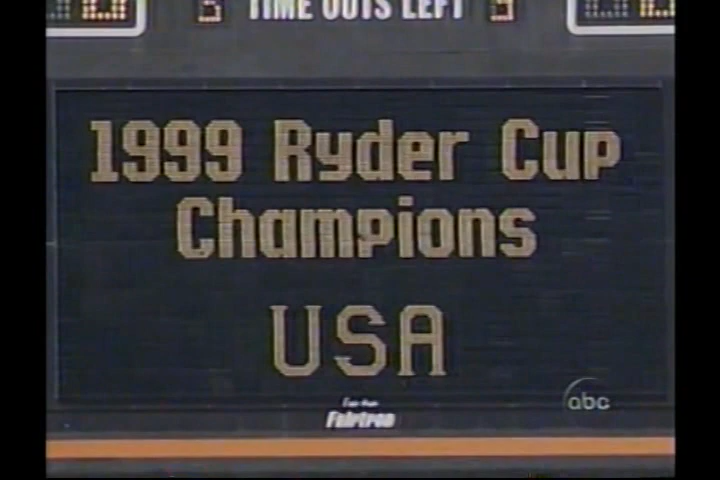 TIME OUTS LEFT
1999 Ryder Cup
Champions
USA
Fairtron
abc